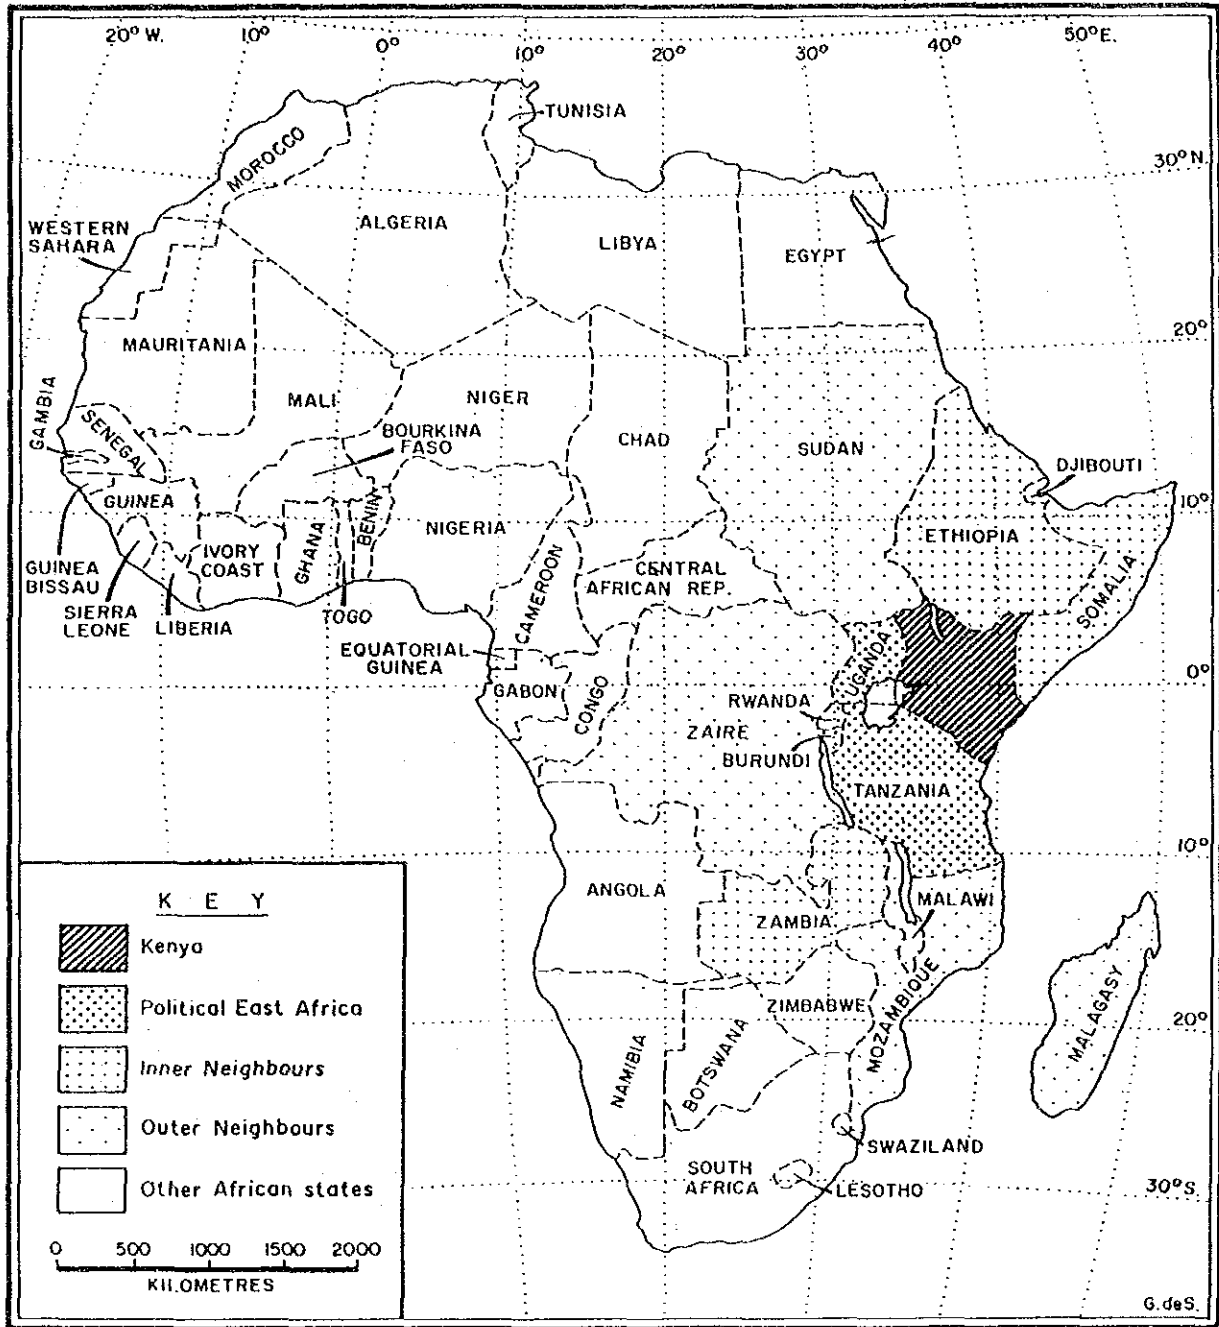 20° W.
10°
0°
10°
20°
30°
40°
50°E.
TUNISIA
MOROCCO
30°N.
WESTERN
SAHARA
ALGERIA
LIBYA
EGYPT
20°
MAURITANIA
GAMBIA
SENEGAL
MALI
NIGER
BOURKINA
FASO
CHAD
SUDAN
DJIBOUTI
GUINEA
10°
NIGERIA
BENIN
ETHIOPIA
GUINEA
BISSAU
IVORY
COAST
GHANA
CAMEROON
CENTRAL
AFRICAN REP.
SOMALIA
SIERRA
LEONE
LIBERIA
TOGO
EQUATORIAL
GUINEA
UGANDA
GABON
CONGO
RWANDA
0°
ZAIRE
BURUNDI
TANZANIA
10°
ANGOLA
MALAWI
ZAMBIA
ZIMBABWE
MOZAMBIQUE
MALAGASY
20°
NAMIBIA
BOTSWANA
SWAZILAND
SOUTH
AFRICA
LESOTHO
30°S.
KEY
Kenya
Political East Africa
Inner Neighbours
Outer Neighbours
Other African states
0 500 1000 1500 2000
KILOMETRES
G.deS.